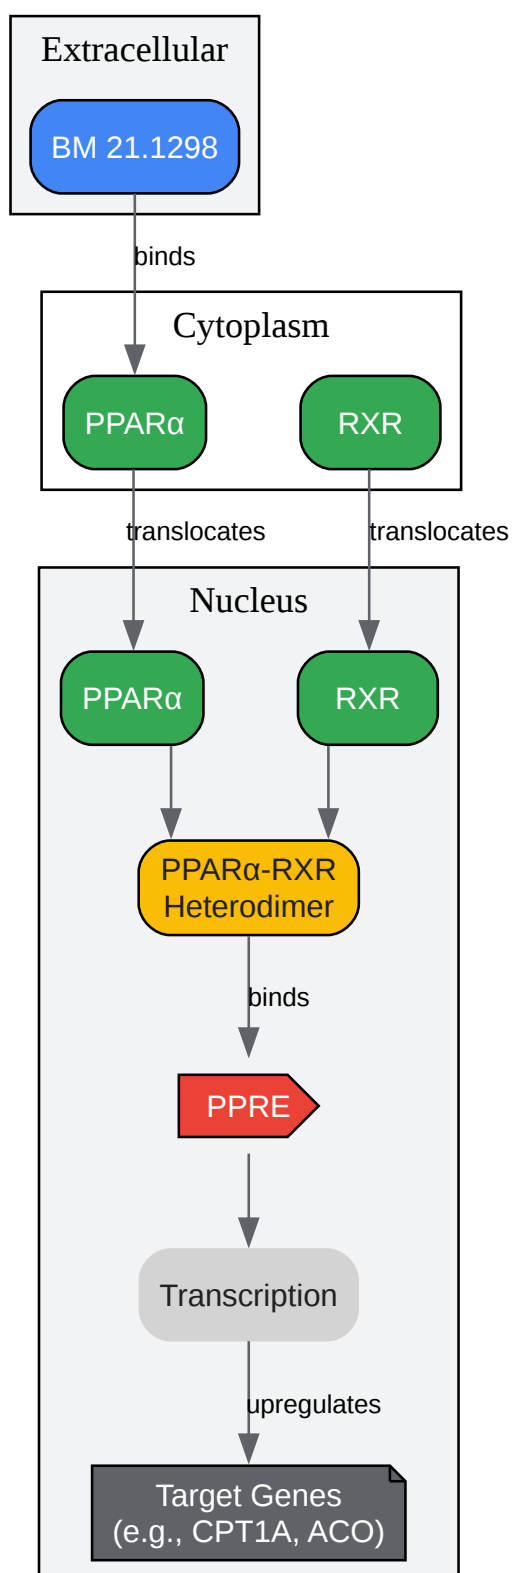 Extracellular
BM 21.1298
binds
Cytoplasm
PPARα
RXR
translocates
translocates
Nucleus
PPARα
RXR
PPARα-RXR
Heterodimer
binds
PPRE
Transcription
upregulates
Target Genes
(e.g., CPT1A, ACO)